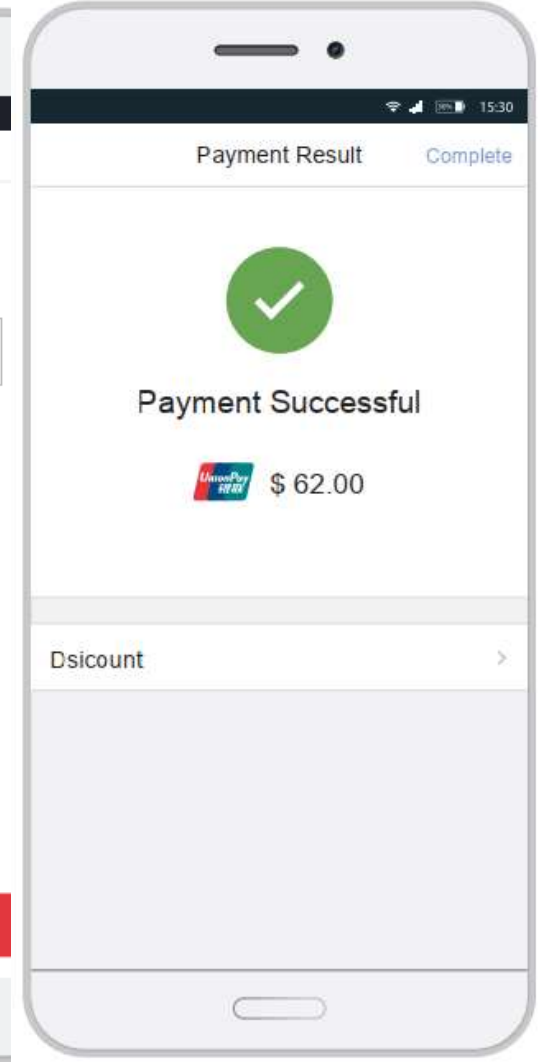 15:30
Payment Result
Complete
Payment Successful
UnionPay
银联
$ 62.00
Dsicount